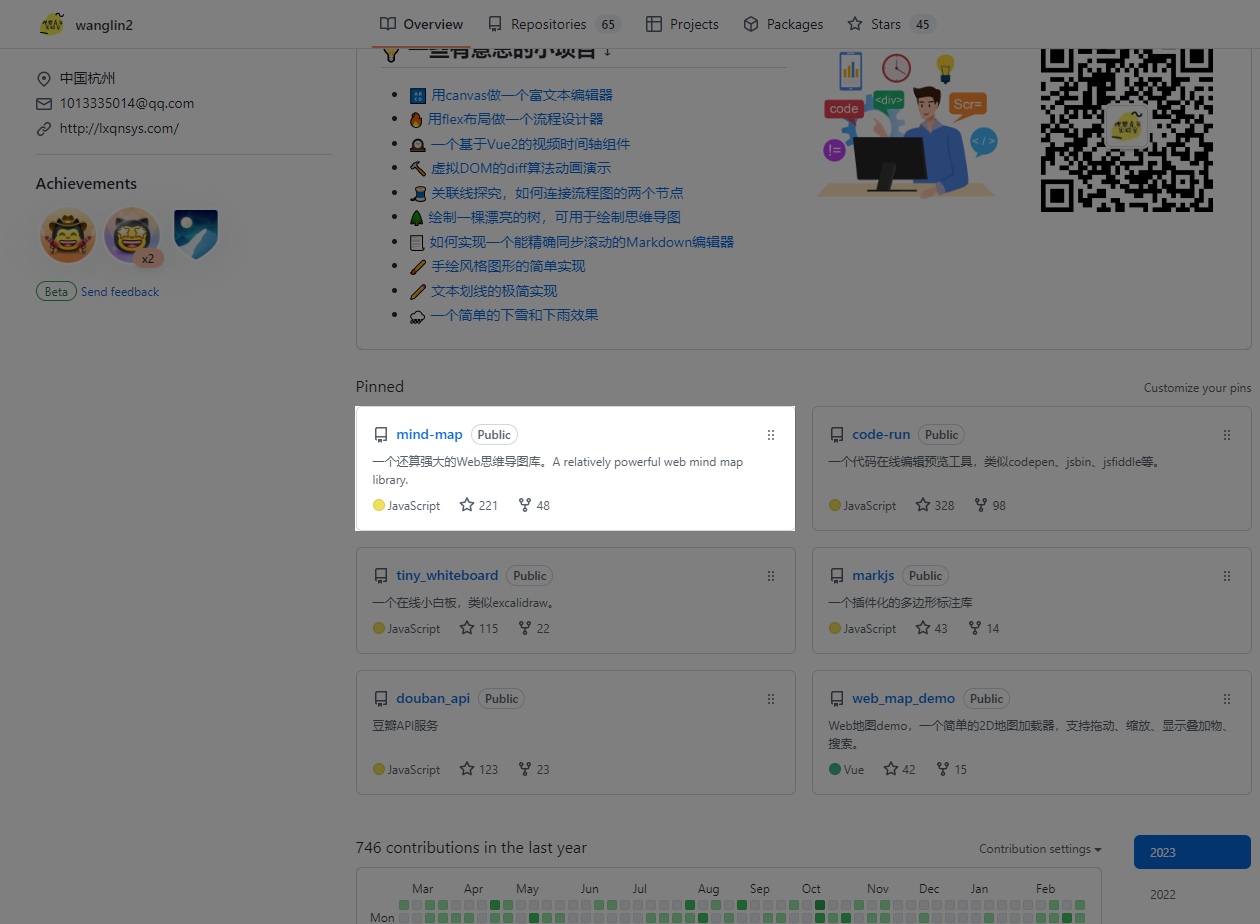 wanglin2
Overview
Repositories 65
Projects
Packages
Stars 45
中国杭州
1013335014@qq.com
http://lxqnsys.com/
Achievements
x2
Beta Send feedback
一些有意思的小项目 ↓
用canvas做一个富文本编辑器
用flex布局做一个流程设计器
一个基于Vue2的视频时间轴组件
虚拟DOM的diff算法动画演示
关联线探究，如何连接流程图的两个节点
绘制一棵漂亮的树，可用于绘制思维导图
如何实现一个能精确同步滚动的Markdown编辑器
手绘风格图形的简单实现
文本划线的极简实现
一个简单的下雪和下雨效果
code
<div>
Scr=
!=
</>
Pinned
Customize your pins
mind-map Public
一个还算强大的Web思维导图库。A relatively powerful web mind map
library.
JavaScript 221 48
code-run Public
一个代码在线编辑预览工具，类似codepen、jsbin、jsfiddle等。
JavaScript 328 98
tiny_whiteboard Public
一个在线小白板，类似excalidraw。
JavaScript 115 22
markjs Public
一个插件化的多边形标注库
JavaScript 43 14
douban_api Public
豆瓣API服务
JavaScript 123 23
web_map_demo Public
Web地图demo，一个简单的2D地图加载器，支持拖动、缩放、显示叠加物、
搜索。
Vue 42 15
746 contributions in the last year
Contribution settings
2023
2022
Mar Apr May Jun Jul Aug Sep Oct Nov Dec Jan Feb
Mon